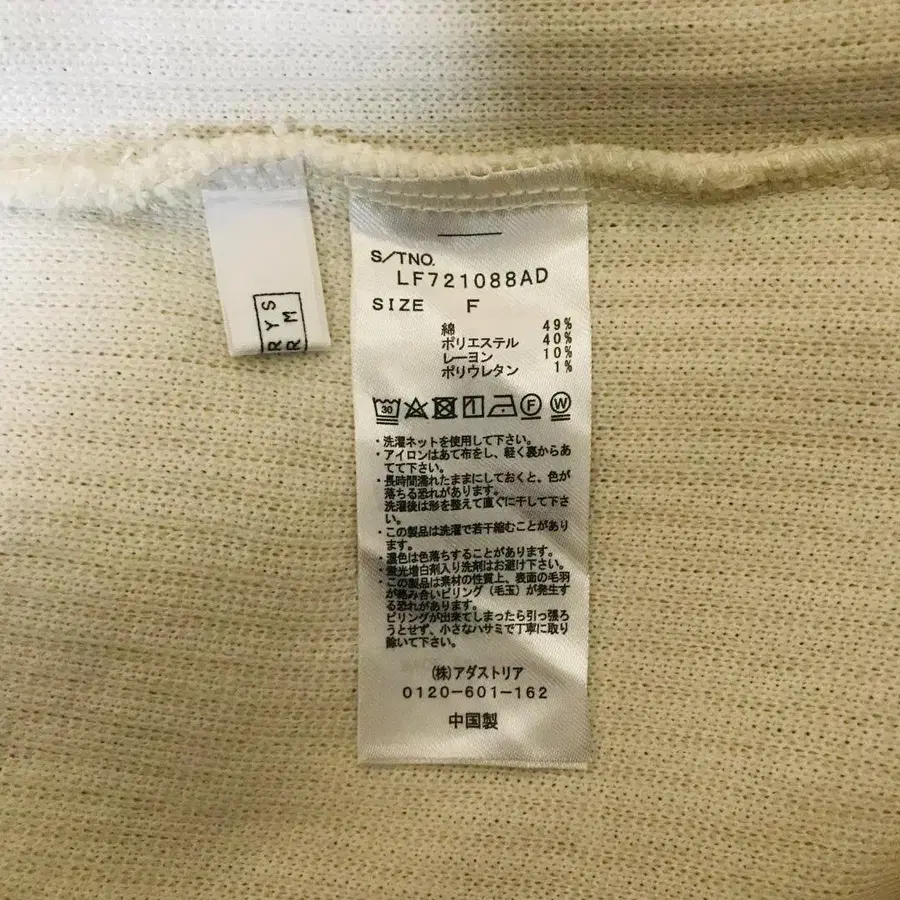 RYS
RM
S/TNO.
LF721088AD
SIZE F
綿 49%
ポリエステル 40%
レーヨン 10%
ポリウレタン 1%
30
F
W
・洗濯ネットを使用して下さい。
・アイロンはあて布をし、軽く裏からあ
てて下さい。
・長時間濡れたままにしておくと、色が
落ちる恐れがあります。
洗濯後は形を整えて直ぐに干して下さ
い。
・この製品は洗濯で若干縮むことがあり
ます。
・濃色は色落ちすることがあります。
・蛍光増白剤入り洗剤はお避け下さい。
・この製品は素材の性質上、表面の毛羽
が絡み合いピリング（毛玉）が発生す
る恐れがあります。
ピリングが出来てしまったら引っ張ろ
うとせず、小さなハサミで丁寧に取り
除いて下さい。
(株)アダストリア
0120-601-162
中国製